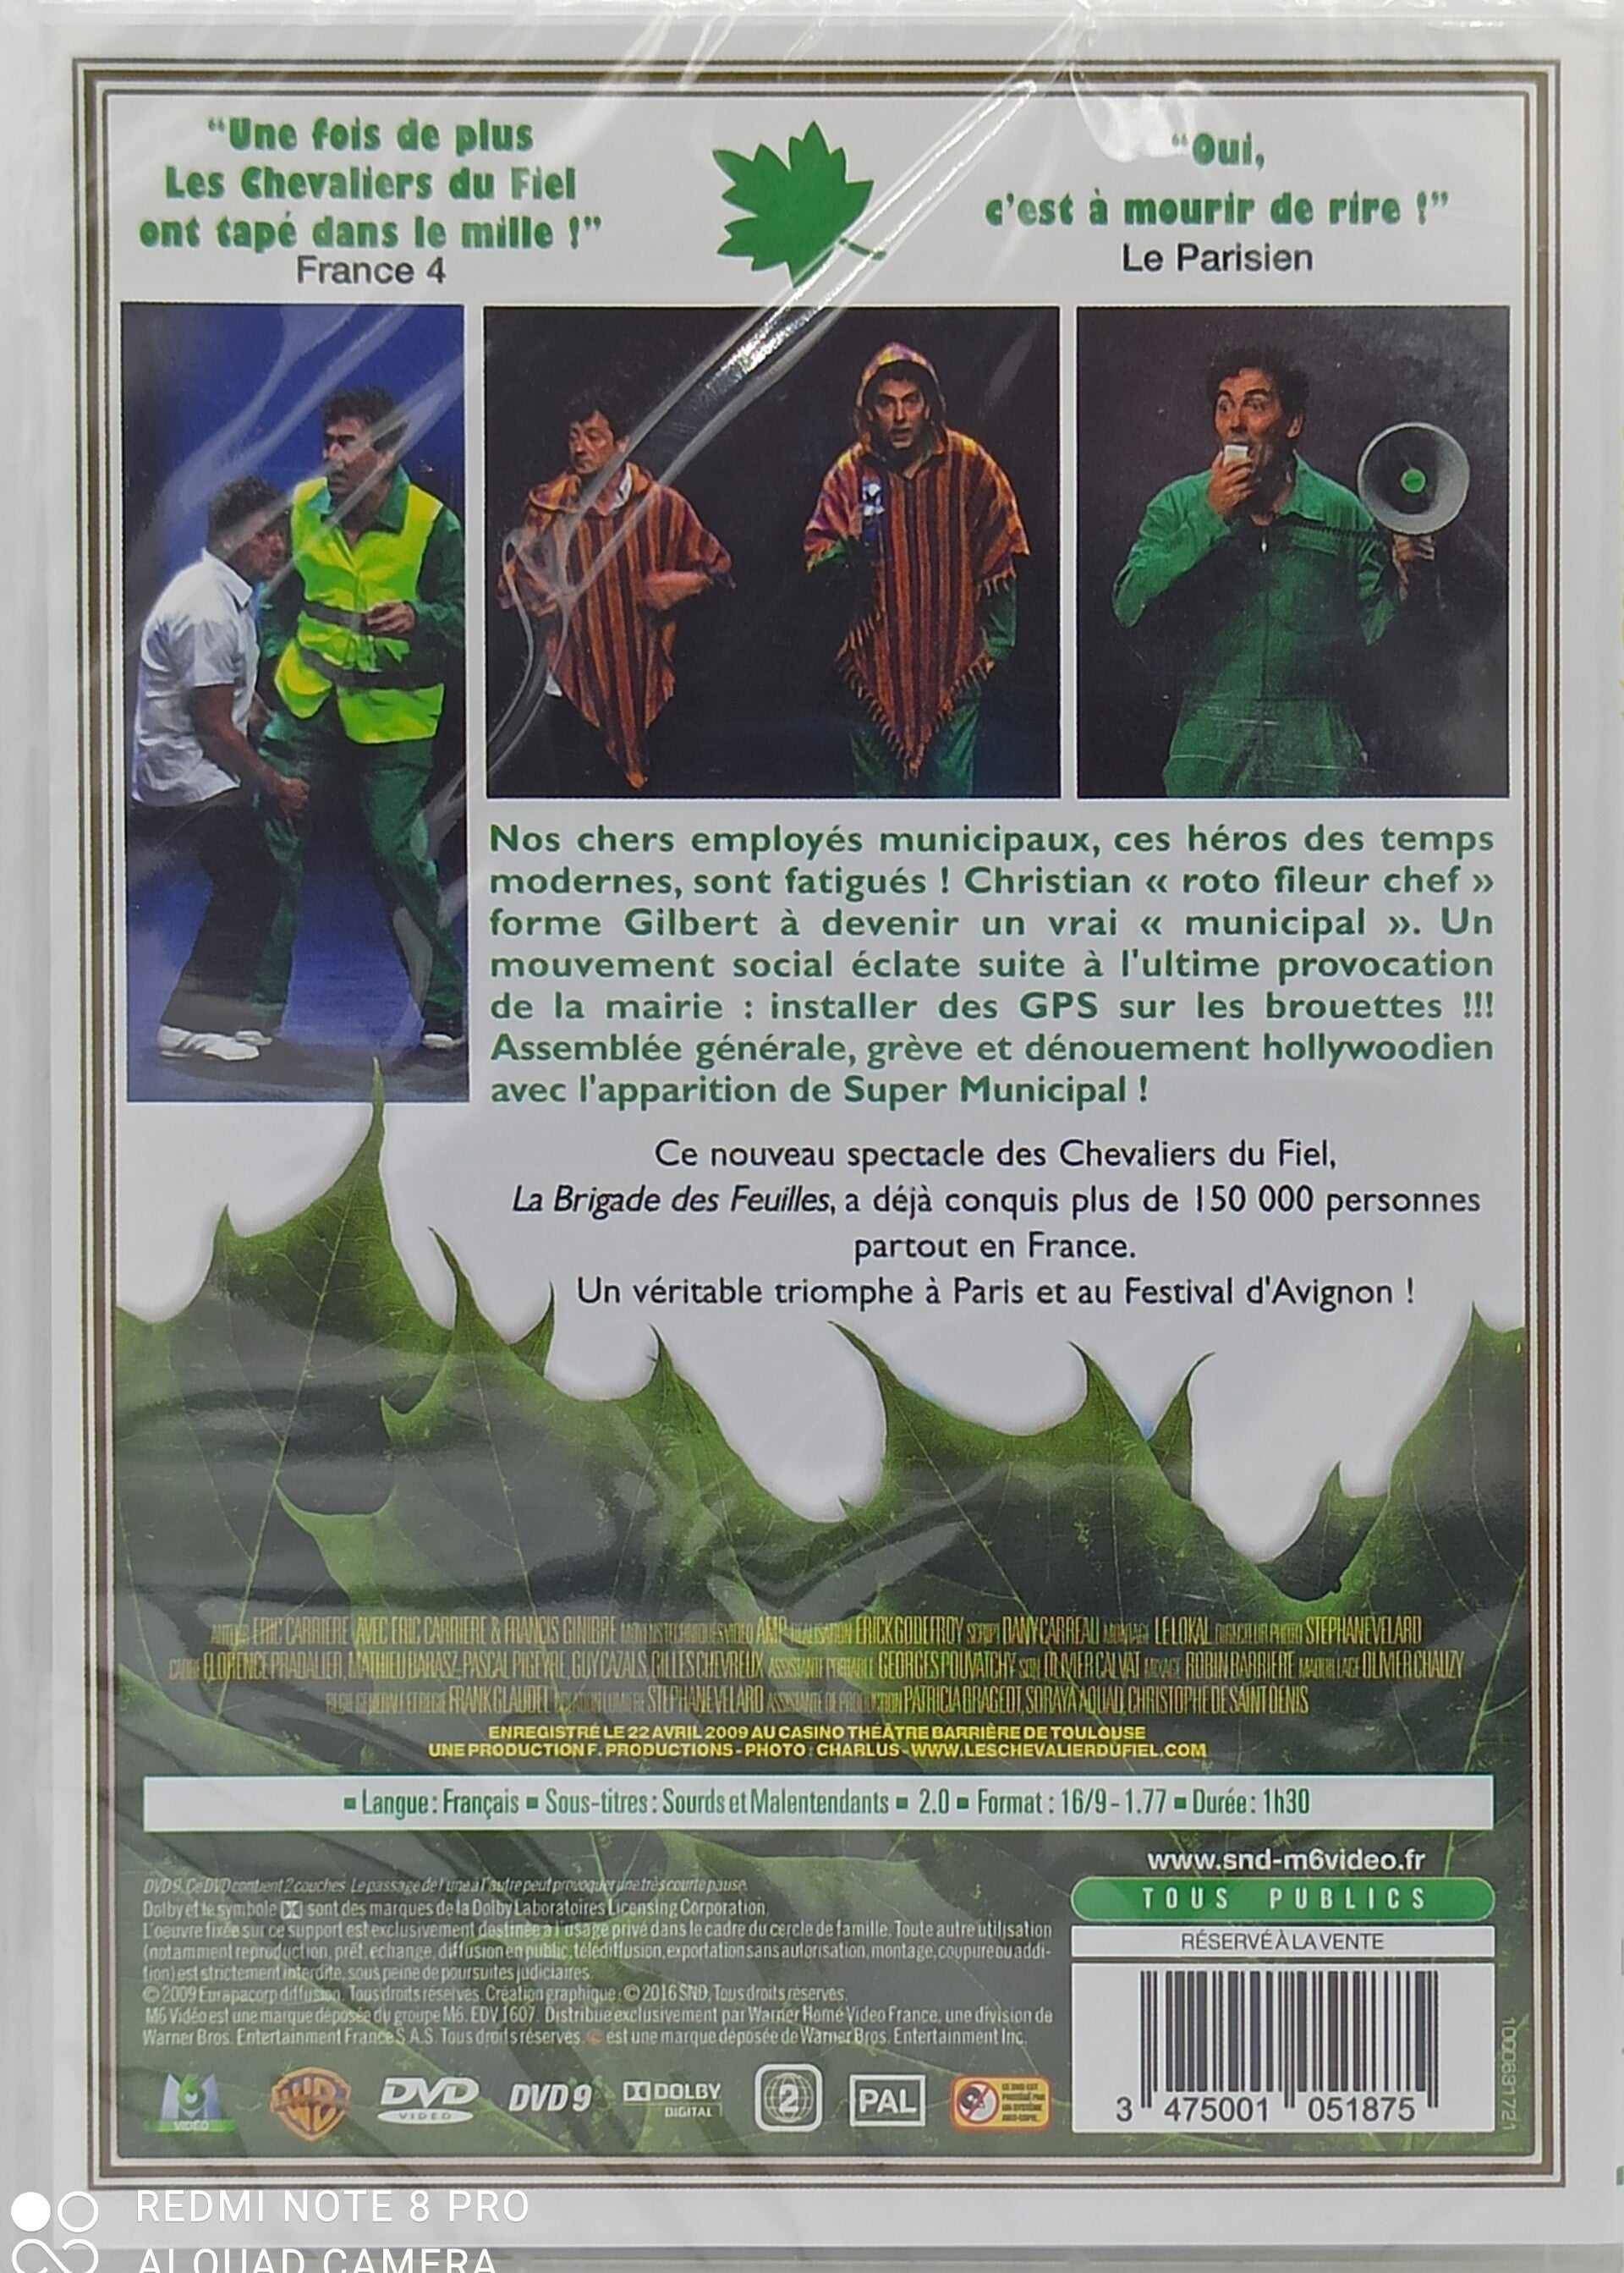 “Une fois de plus
Les Chevaliers du Fiel
ont tapé dans le mille !”
France 4
“Oui,
c’est à mourir de rire !”
Le Parisien
Nos chers employés municipaux, ces héros des temps
modernes, sont fatigués ! Christian « roto fileur chef »
forme Gilbert à devenir un vrai « municipal ». Un
mouvement social éclate suite à l'ultime provocation
de la mairie : installer des GPS sur les brouettes !!!
Assemblée générale, grève et dénouement hollywoodien
avec l'apparition de Super Municipal !
Ce nouveau spectacle des Chevaliers du Fiel,
La Brigade des Feuilles, a déjà conquis plus de 150 000 personnes
partout en France.
Un véritable triomphe à Paris et au Festival d'Avignon !
ERIC CARRIERE AVEC ERIC CARRIERE & FRANCIS GINIBRE AMP ERICK GODEFROY DANY CARREAU LE LOKAL STEPHANE VELARD
FLORENCE PRADALIER, MATHIEU BARASZ, PASCAL PIGEYRE, GUY CAZALS, GILLES CHEVREUX GEORGES POUVATCHY OLIVIER CALVAT ROBIN BARRIERE MAQUILLAGE OLIVIER CHAUZY
FRANK GLAUDEL STEPHANE VELARD ASSISTANTE DE PRODUCTION PATRICIA BRAGEOT, SORAYA AOUAD, CHRISTOPHE DE SAINT DENIS
ENREGISTRÉ LE 22 AVRIL 2009 AU CASINO THÉÂTRE BARRIÈRE DE TOULOUSE
UNE PRODUCTION F. PRODUCTIONS - PHOTO : CHARLUS - WWW.LESCHEVALIERDUFIEL.COM
▪ Langue : Français ▪ Sous-titres : Sourds et Malentendants ▪ 2.0 ▪ Format : 16/9 - 1.77 ▪ Durée : 1h30
DVD 9. Ce DVD contient 2 couches. Le passage de l'une à l'autre peut provoquer une très courte pause.
Dolby et le symbole sont des marques de la Dolby Laboratoires Licensing Corporation.
L'oeuvre fixée sur ce support est exclusivement destinée à l'usage privé dans le cadre du cercle de famille. Toute autre utilisation
(notamment reproduction, prêt, echange, diffusion en public, télédiffusion, exportation sans autorisation, montage, coupure ou addi-
tion) est strictement interdite, sous peine de poursuites judiciaires.
© 2009 Europacorp diffusion. Tous droits réservés. Création graphique : © 2016 SND, Tous droits réservés.
M6 Vidéo est une marque déposée du groupe M6. EDV 1607. Distribué exclusivement par Warner Home Video France, une division de
Warner Bros. Entertainment France S.A.S. Tous droits réservés. est une marque déposée de Warner Bros. Entertainment Inc.
www.snd-m6video.fr
TOUS PUBLICS
RÉSERVÉ À LA VENTE
3 475001 051875
1000631721
M6 VIDEO
WB
DVD VIDEO
DVD 9
DOLBY DIGITAL
2
PAL
REDMI NOTE 8 PRO
AI QUAD CAMERA